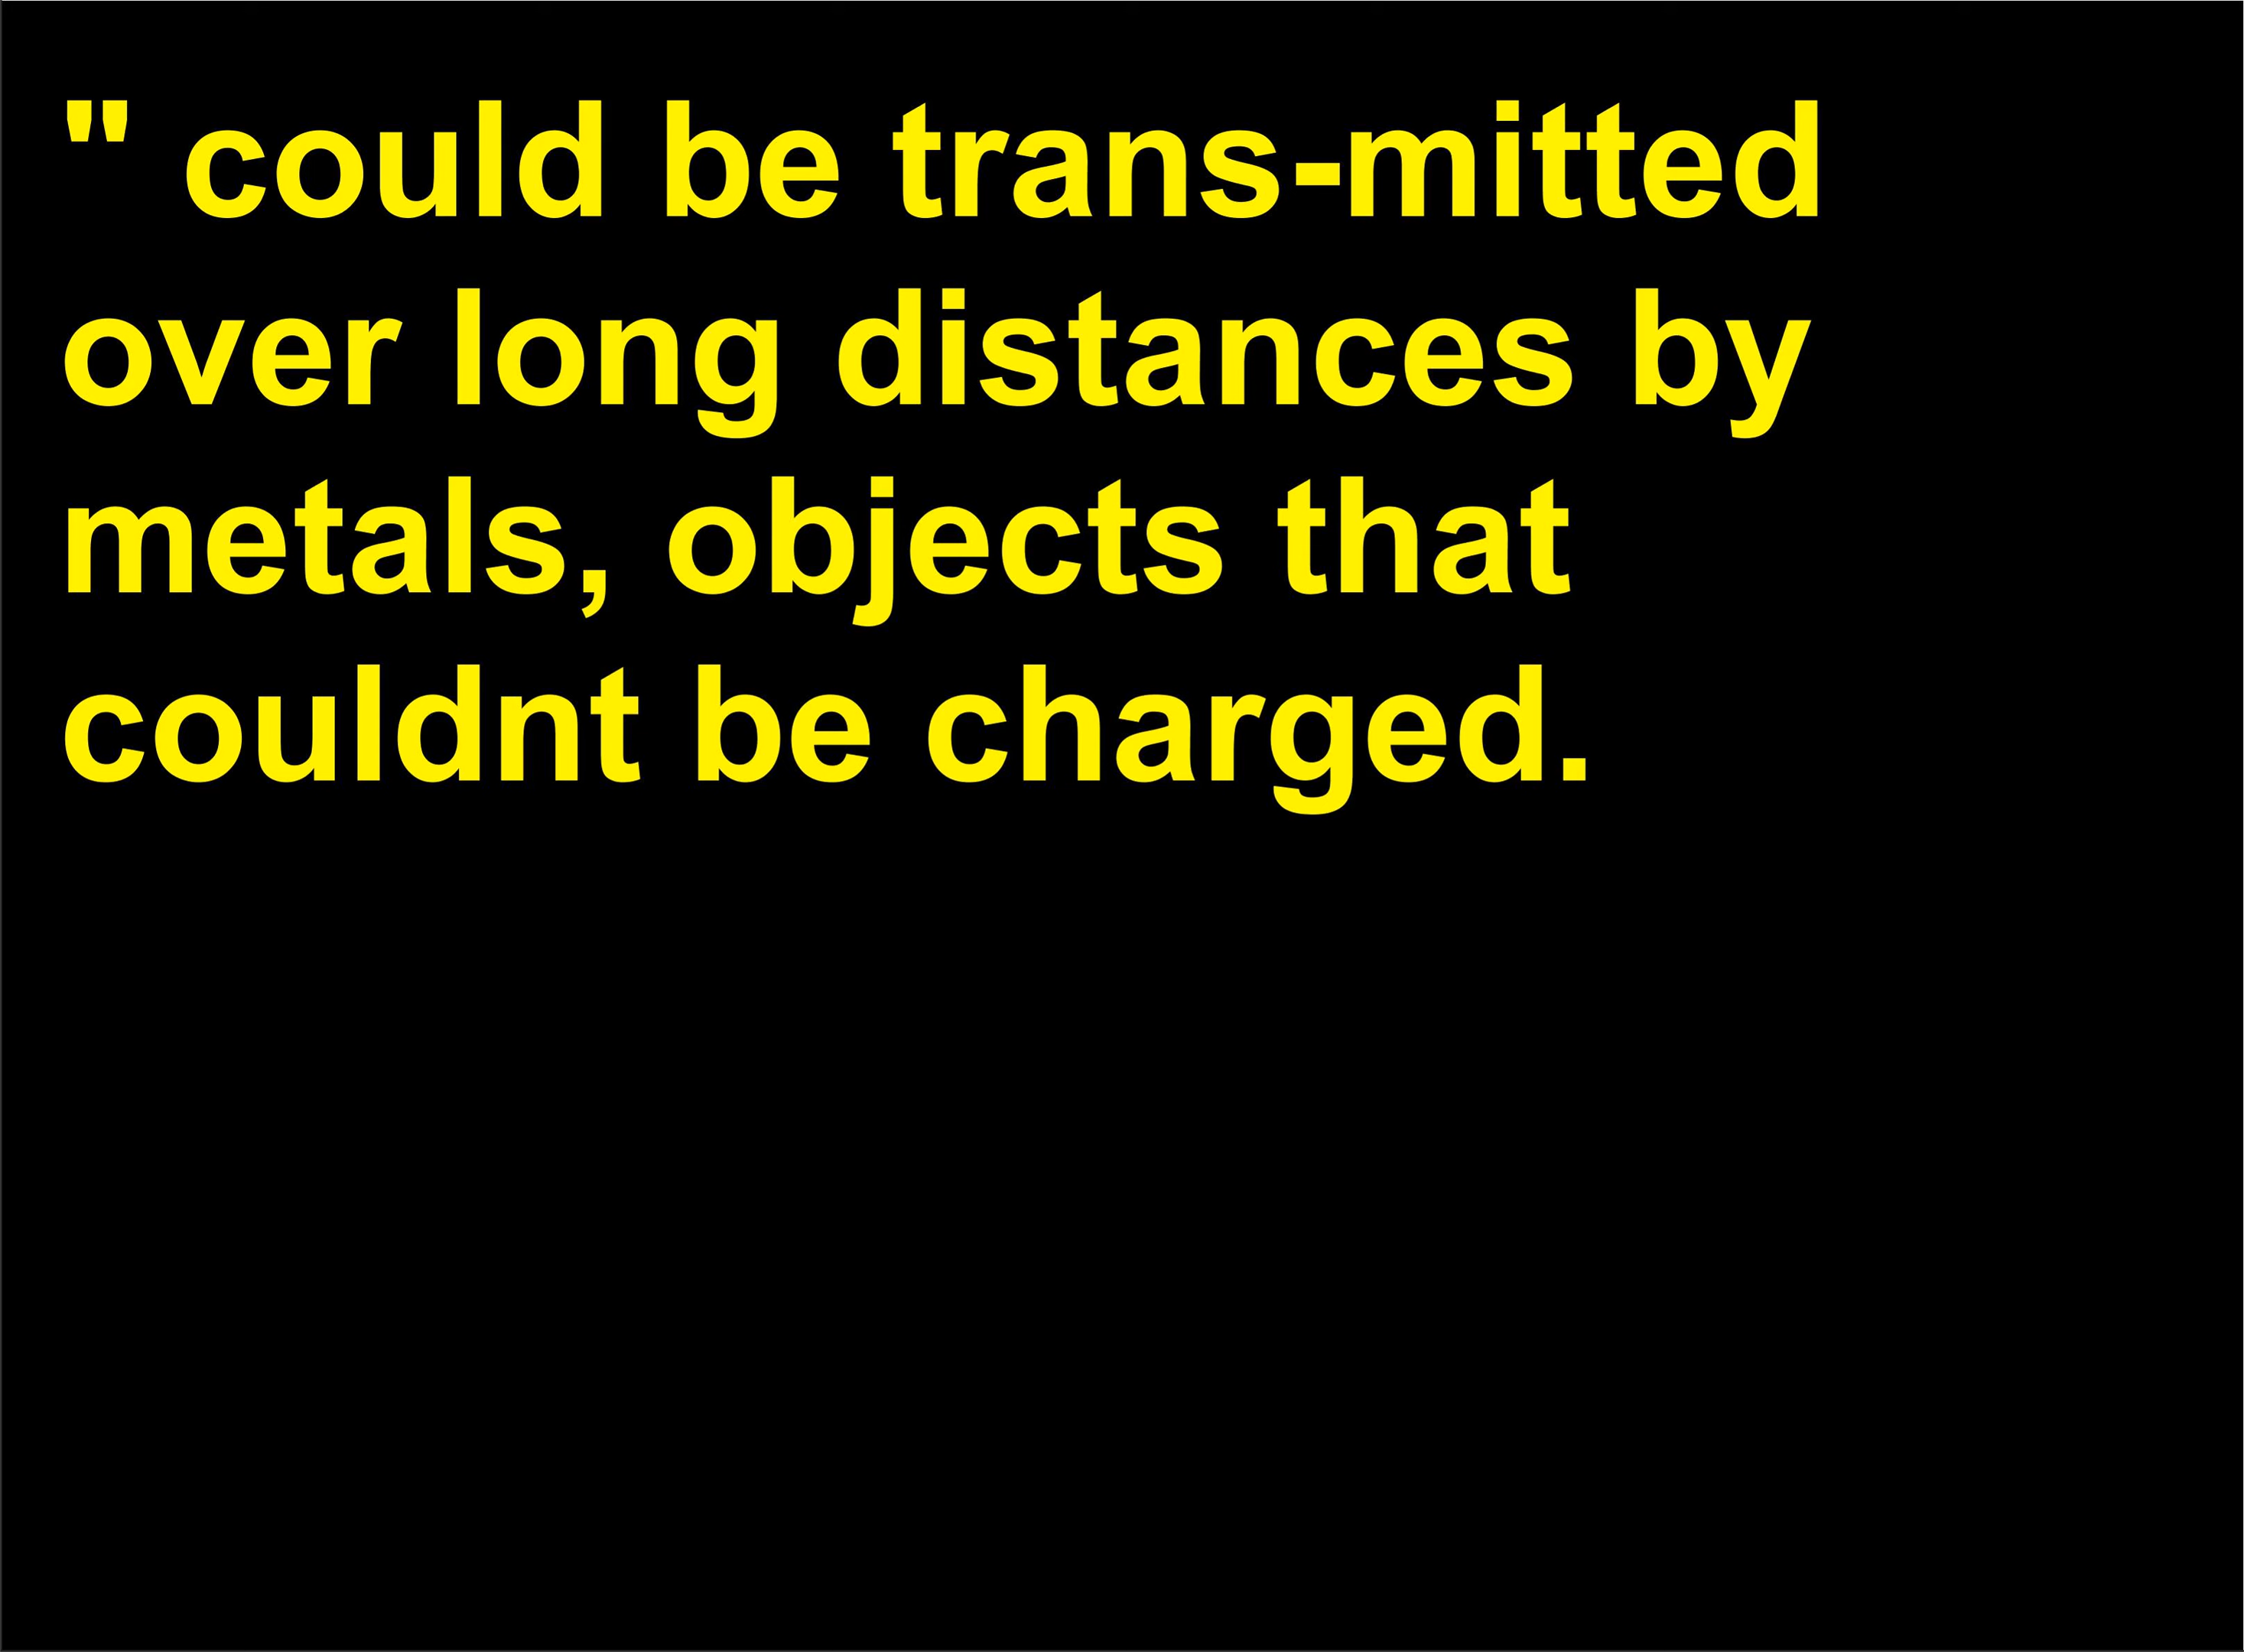 " could be trans-mitted
over long distances by
metals, objects that
couldnt be charged.